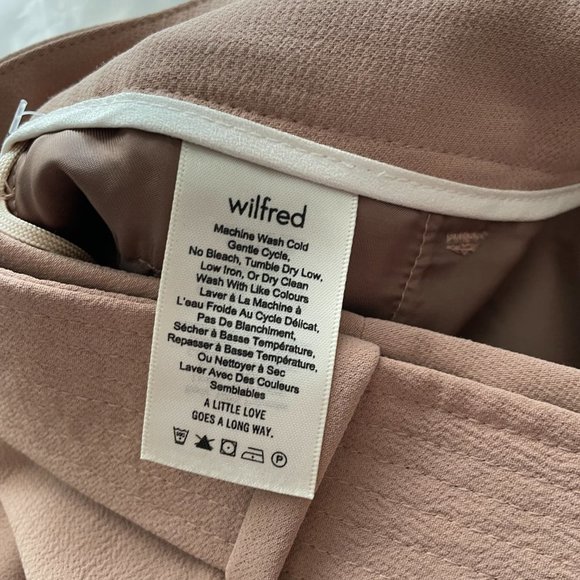 wilfred
Machine Wash Cold
Gentle Cycle,
No Bleach, Tumble Dry Low,
Low Iron, Or Dry Clean
Wash With Like Colours
Laver à La Machine à
L'eau Froide Au Cycle Délicat,
Pas De Blanchiment,
Sécher à Basse Température,
Repasser à Basse Température,
Ou Nettoyer à Sec
Laver Avec Des Couleurs
Semblables
A LITTLE LOVE
GOES A LONG WAY.